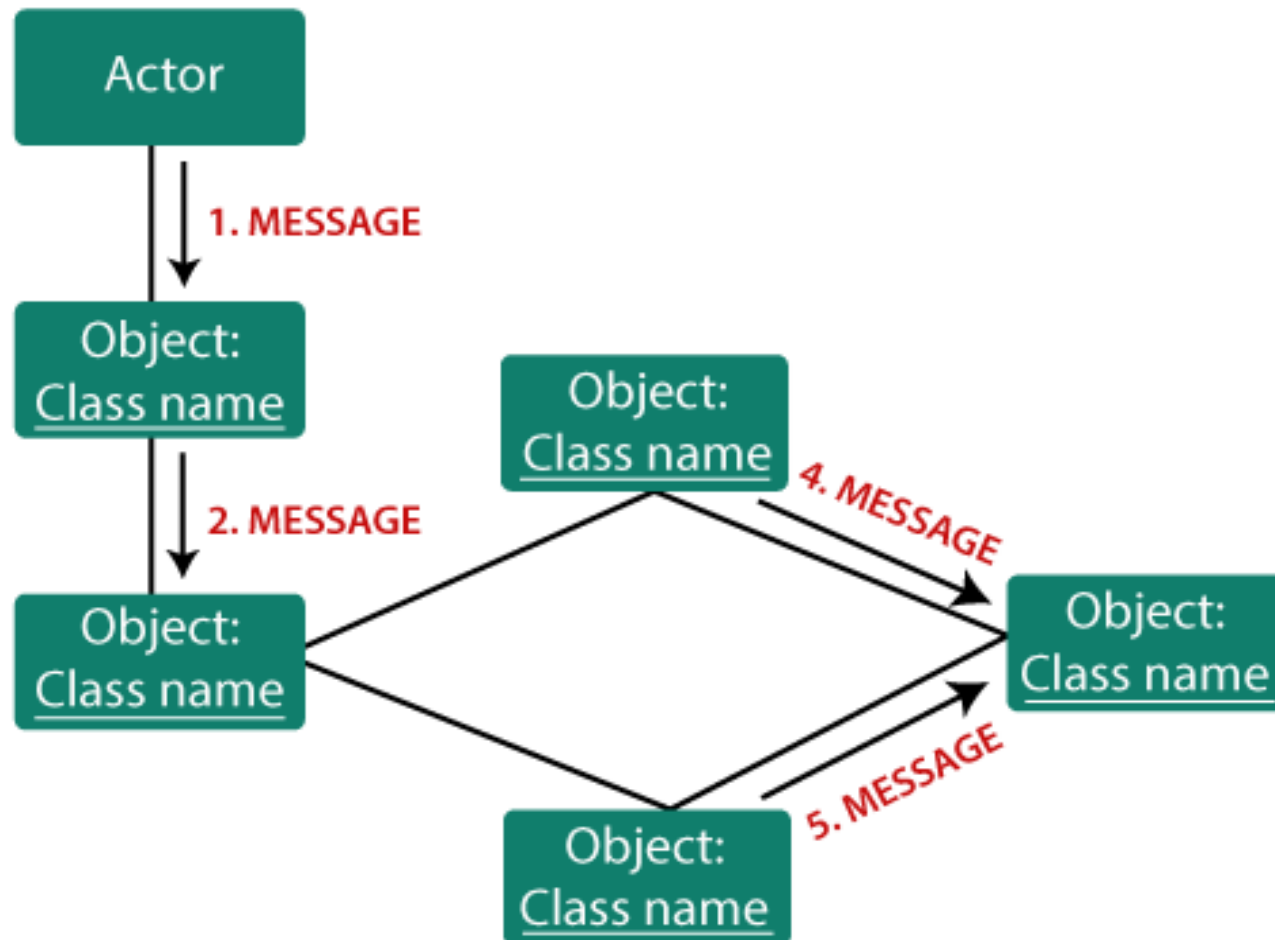 Actor
1. MESSAGE
Object:
Class name
2. MESSAGE
Object:
Class name
Object:
Class name
4. MESSAGE
Object:
Class name
5. MESSAGE
Object:
Class name